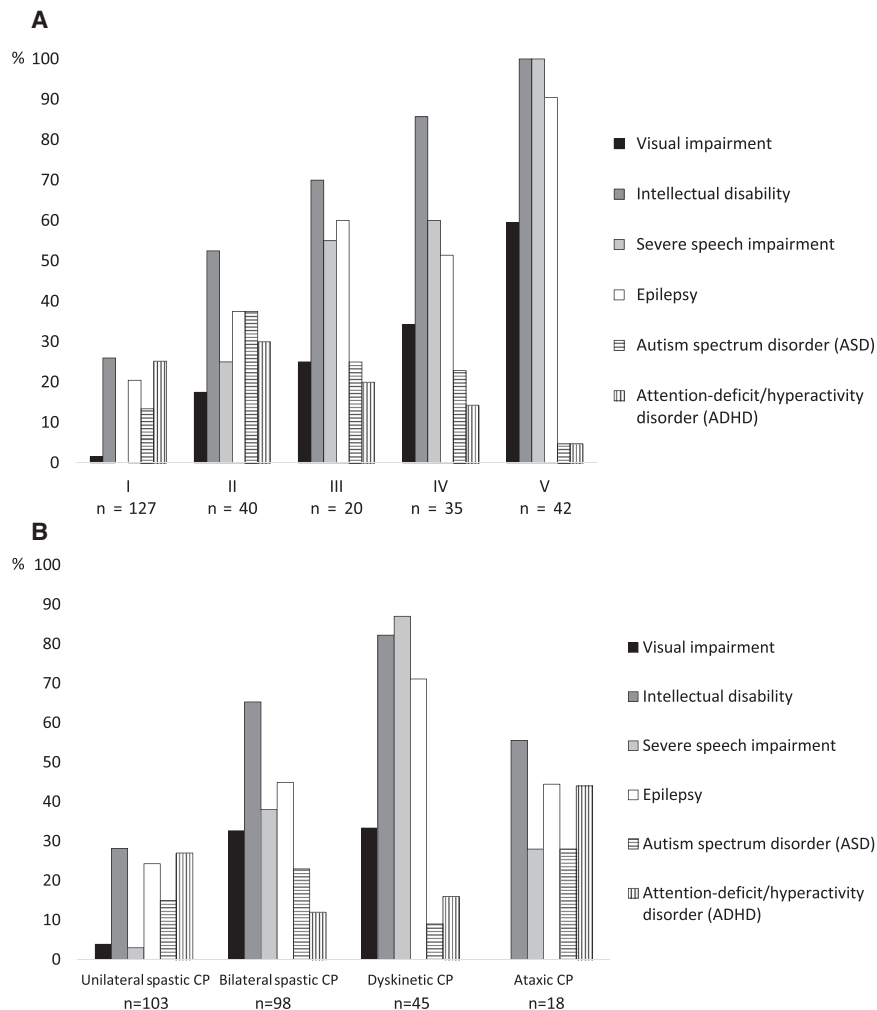 A
% 100
90
80
70
60
50
40
30
20
10
0
I II III IV V
n = 127 n = 40 n = 20 n = 35 n = 42
Visual impairment
Intellectual disability
Severe speech impairment
Epilepsy
Autism spectrum disorder (ASD)
Attention-deficit/hyperactivity
disorder (ADHD)
B
% 100
90
80
70
60
50
40
30
20
10
0
Unilateral spastic CP Bilateral spastic CP Dyskinetic CP Ataxic CP
n=103 n=98 n=45 n=18
Visual impairment
Intellectual disability
Severe speech impairment
Epilepsy
Autism spectrum disorder (ASD)
Attention-deficit/hyperactivity
disorder (ADHD)